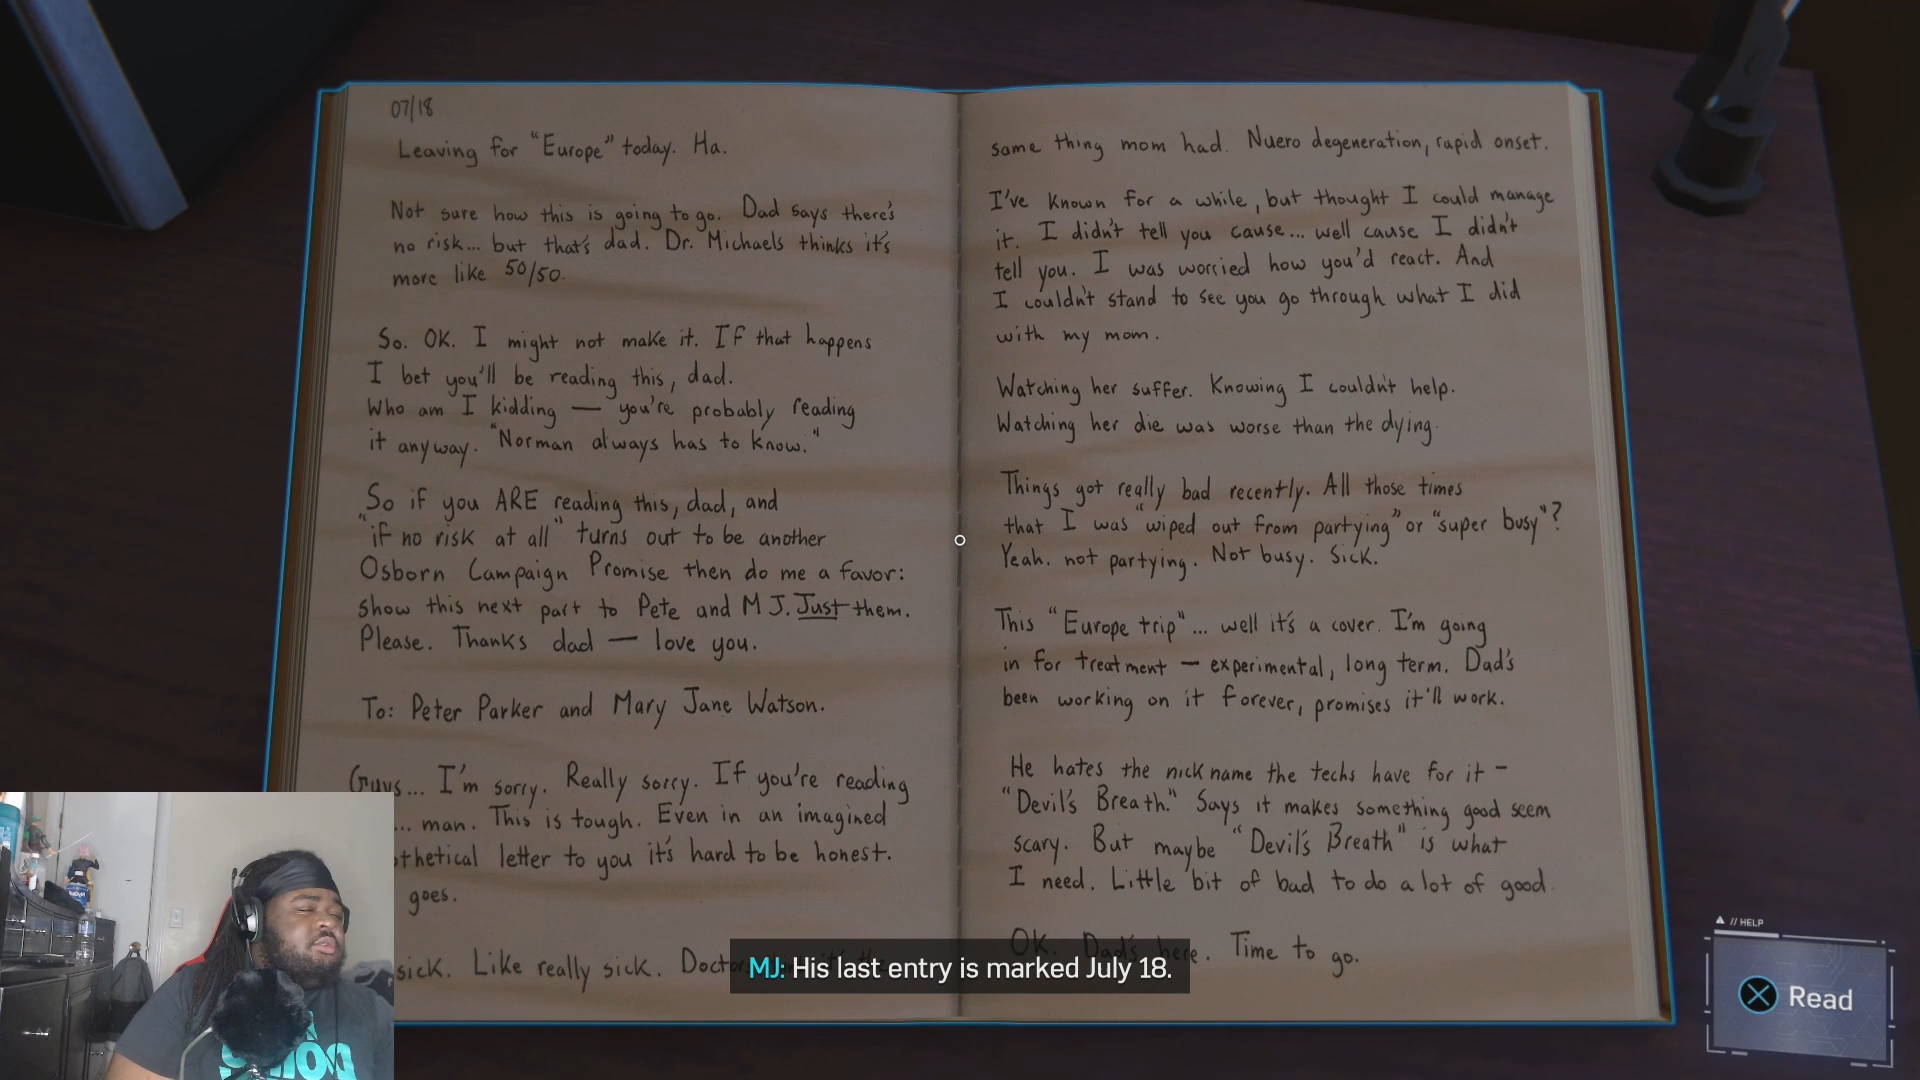 07/18
Leaving for "Europe" today. Ha.
Not sure how this is going to go. Dad says there's
no risk... but that's dad. Dr. Michaels thinks it's
more like 50/50.
So. OK. I might not make it. If that happens
I bet you'll be reading this, dad.
Who am I kidding — you're probably reading
it anyway. "Norman always has to know."
So if you ARE reading this, dad, and
"if no risk at all" turns out to be another
Osborn Campaign Promise then do me a favor:
show this next part to Pete and MJ. Just them.
Please. Thanks dad — love you.
To: Peter Parker and Mary Jane Watson.
Guys... I'm sorry. Really sorry. If you're reading
... man. This is tough. Even in an imagined
letter to you it's hard to be honest.
goes.
sick. Like really sick.
same thing mom had. Nuero degeneration, rapid onset.
I've known for a while, but thought I could manage
it. I didn't tell you cause... well cause I didn't
tell you. I was worried how you'd react. And
I couldn't stand to see you go through what I did
with my mom.
Watching her suffer. Knowing I couldn't help.
Watching her die was worse than the dying.
Things got really bad recently. All those times
that I was "wiped out from partying" or "super busy"?
Yeah. not partying. Not busy. Sick.
This "Europe trip"... well it's a cover. I'm going
in for treatment — experimental, long term. Dad's
been working on it forever, promises it'll work.
He hates the nickname the techs have for it -
"Devil's Breath." Says it makes something good seem
scary. But maybe "Devil's Breath" is what
I need. Little bit of bad to do a lot of good.
OK. Dad's here. Time to go.
MJ: His last entry is marked July 18.
// HELP
Read